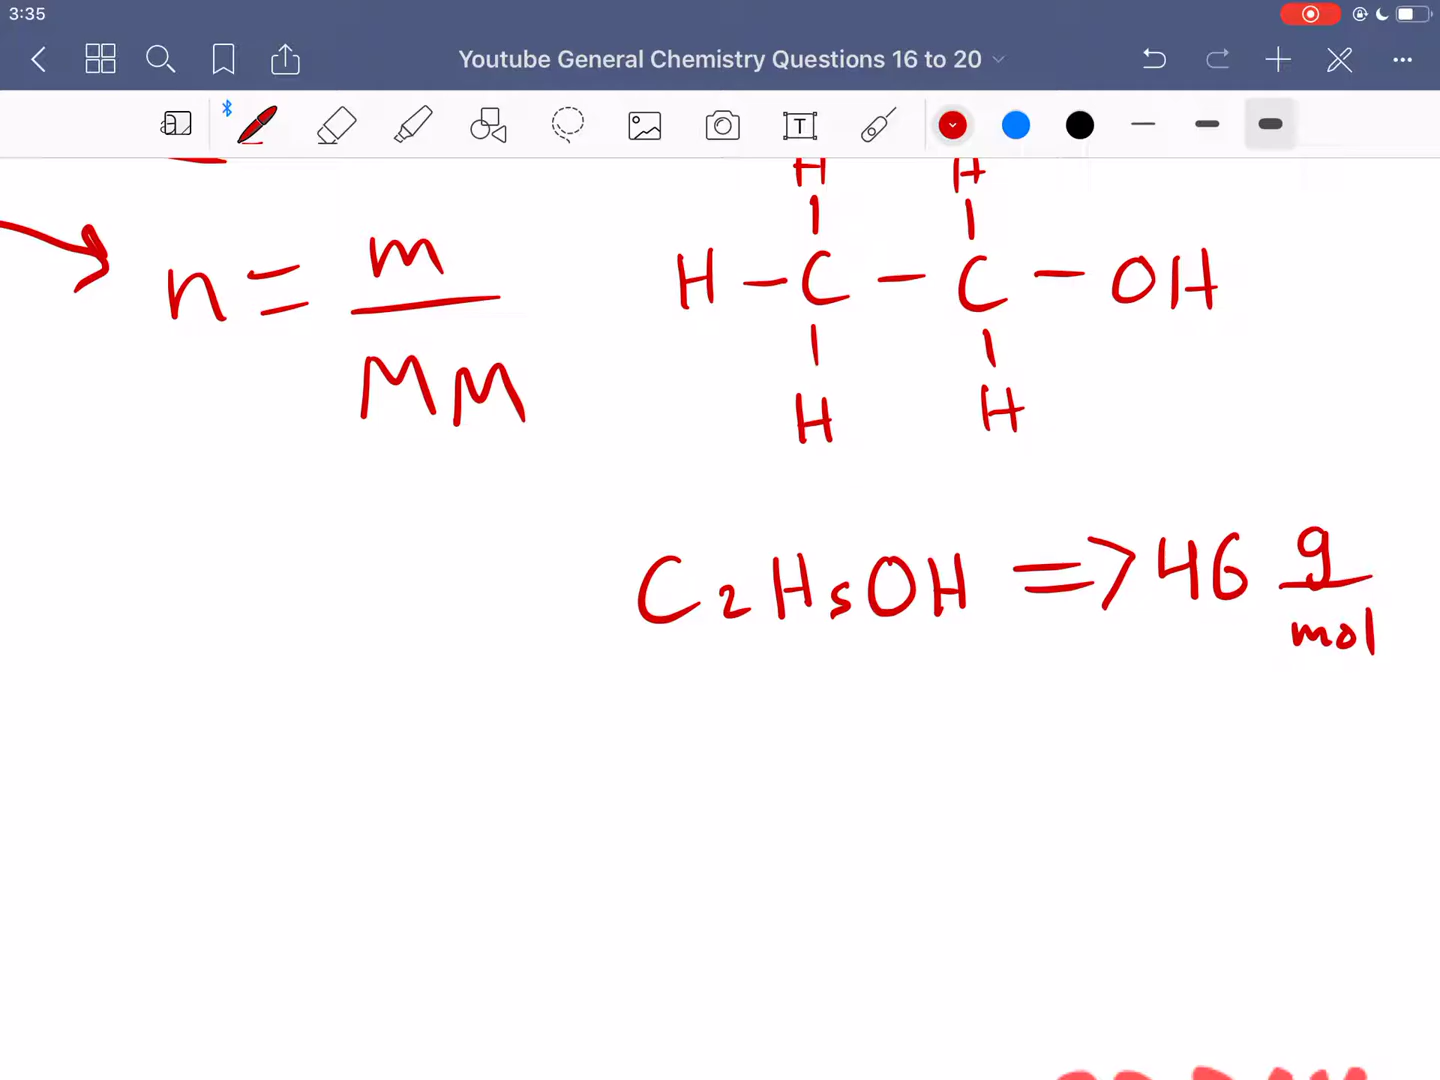 3:35
Youtube General Chemistry Questions 16 to 20
T
H H
n = m / MM
H - C - C - OH
H H
C2H5OH => 46 g/mol